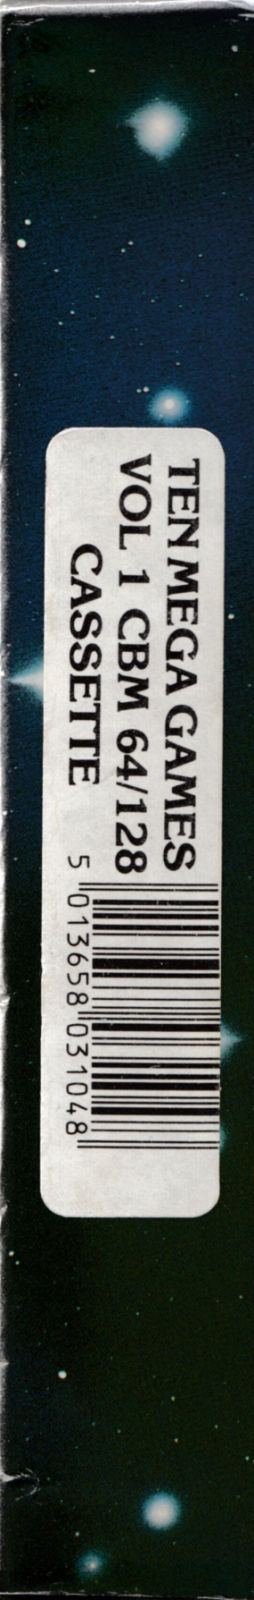 TEN MEGA GAMES
VOL 1 CBM 64/128
CASSETTE
5 013658 031048